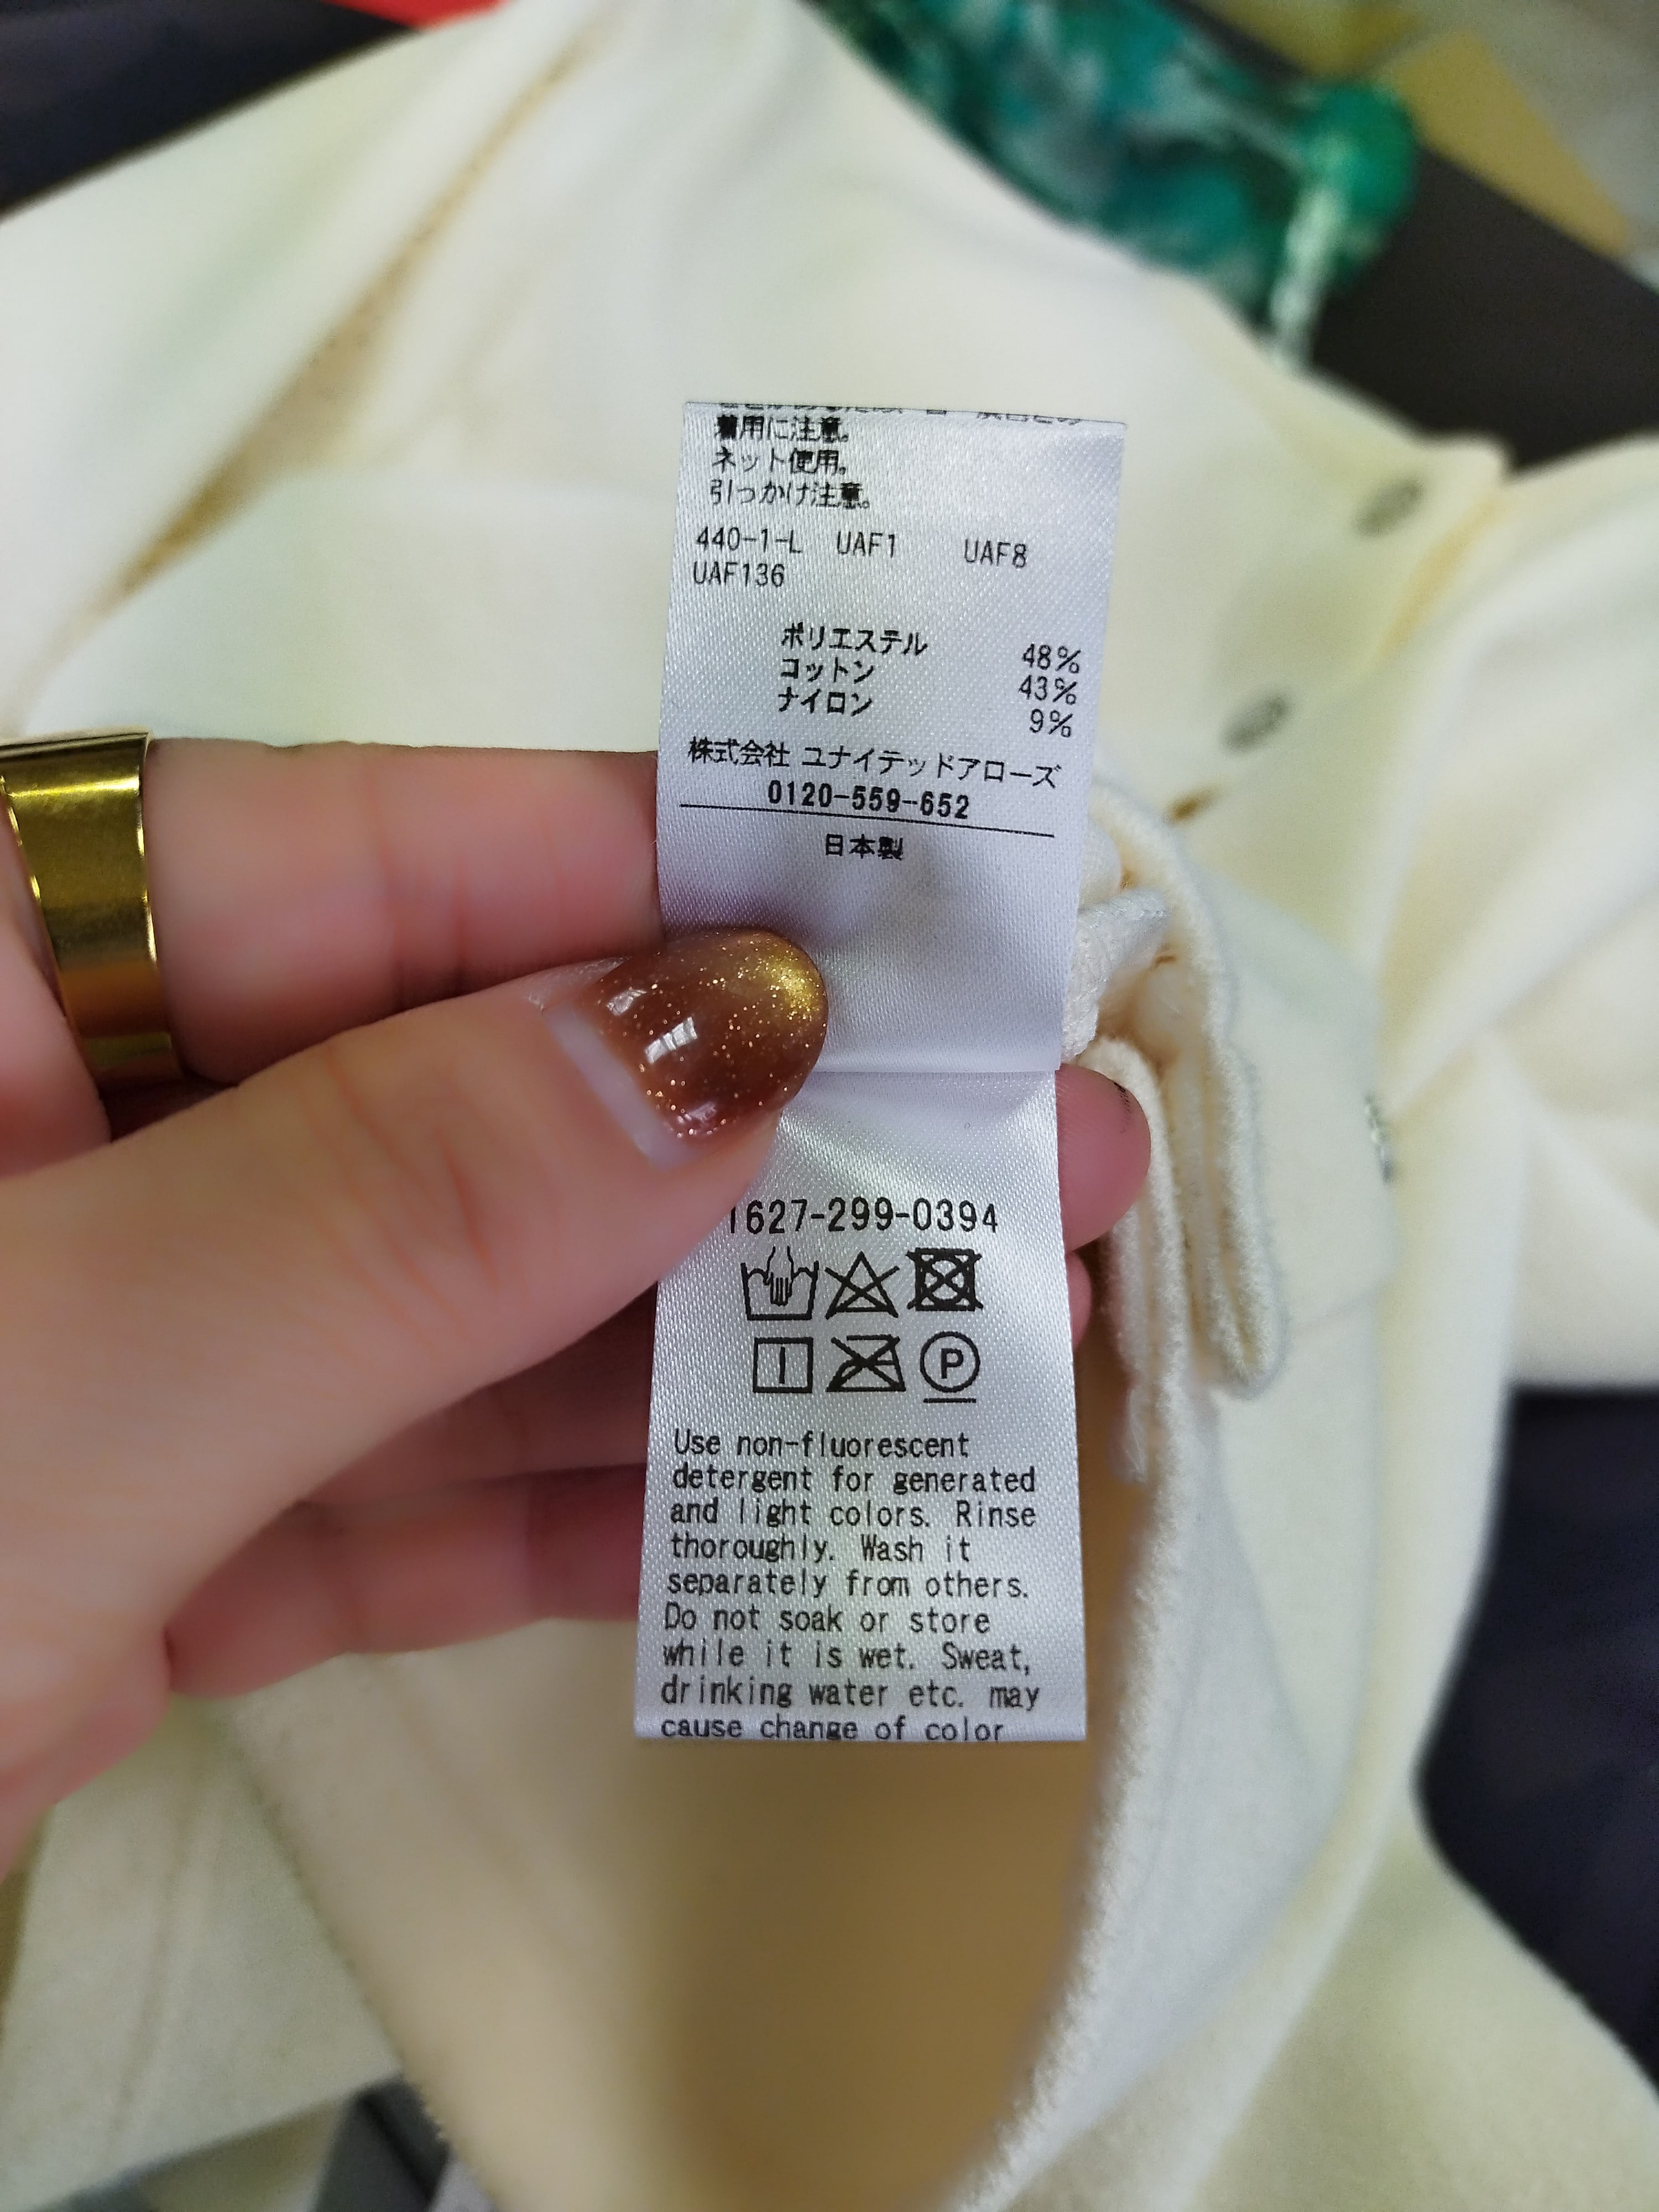 着用に注意。
ネット使用。
引っかけ注意。
440-1-L UAF1 UAF8
UAF136
ポリエステル 48%
コットン 43%
ナイロン 9%
株式会社 ユナイテッドアローズ
0120-559-652
日本製
1627-299-0394
P
Use non-fluorescent
detergent for generated
and light colors. Rinse
thoroughly. Wash it
separately from others.
Do not soak or store
while it is wet. Sweat,
drinking water etc. may
cause change of color